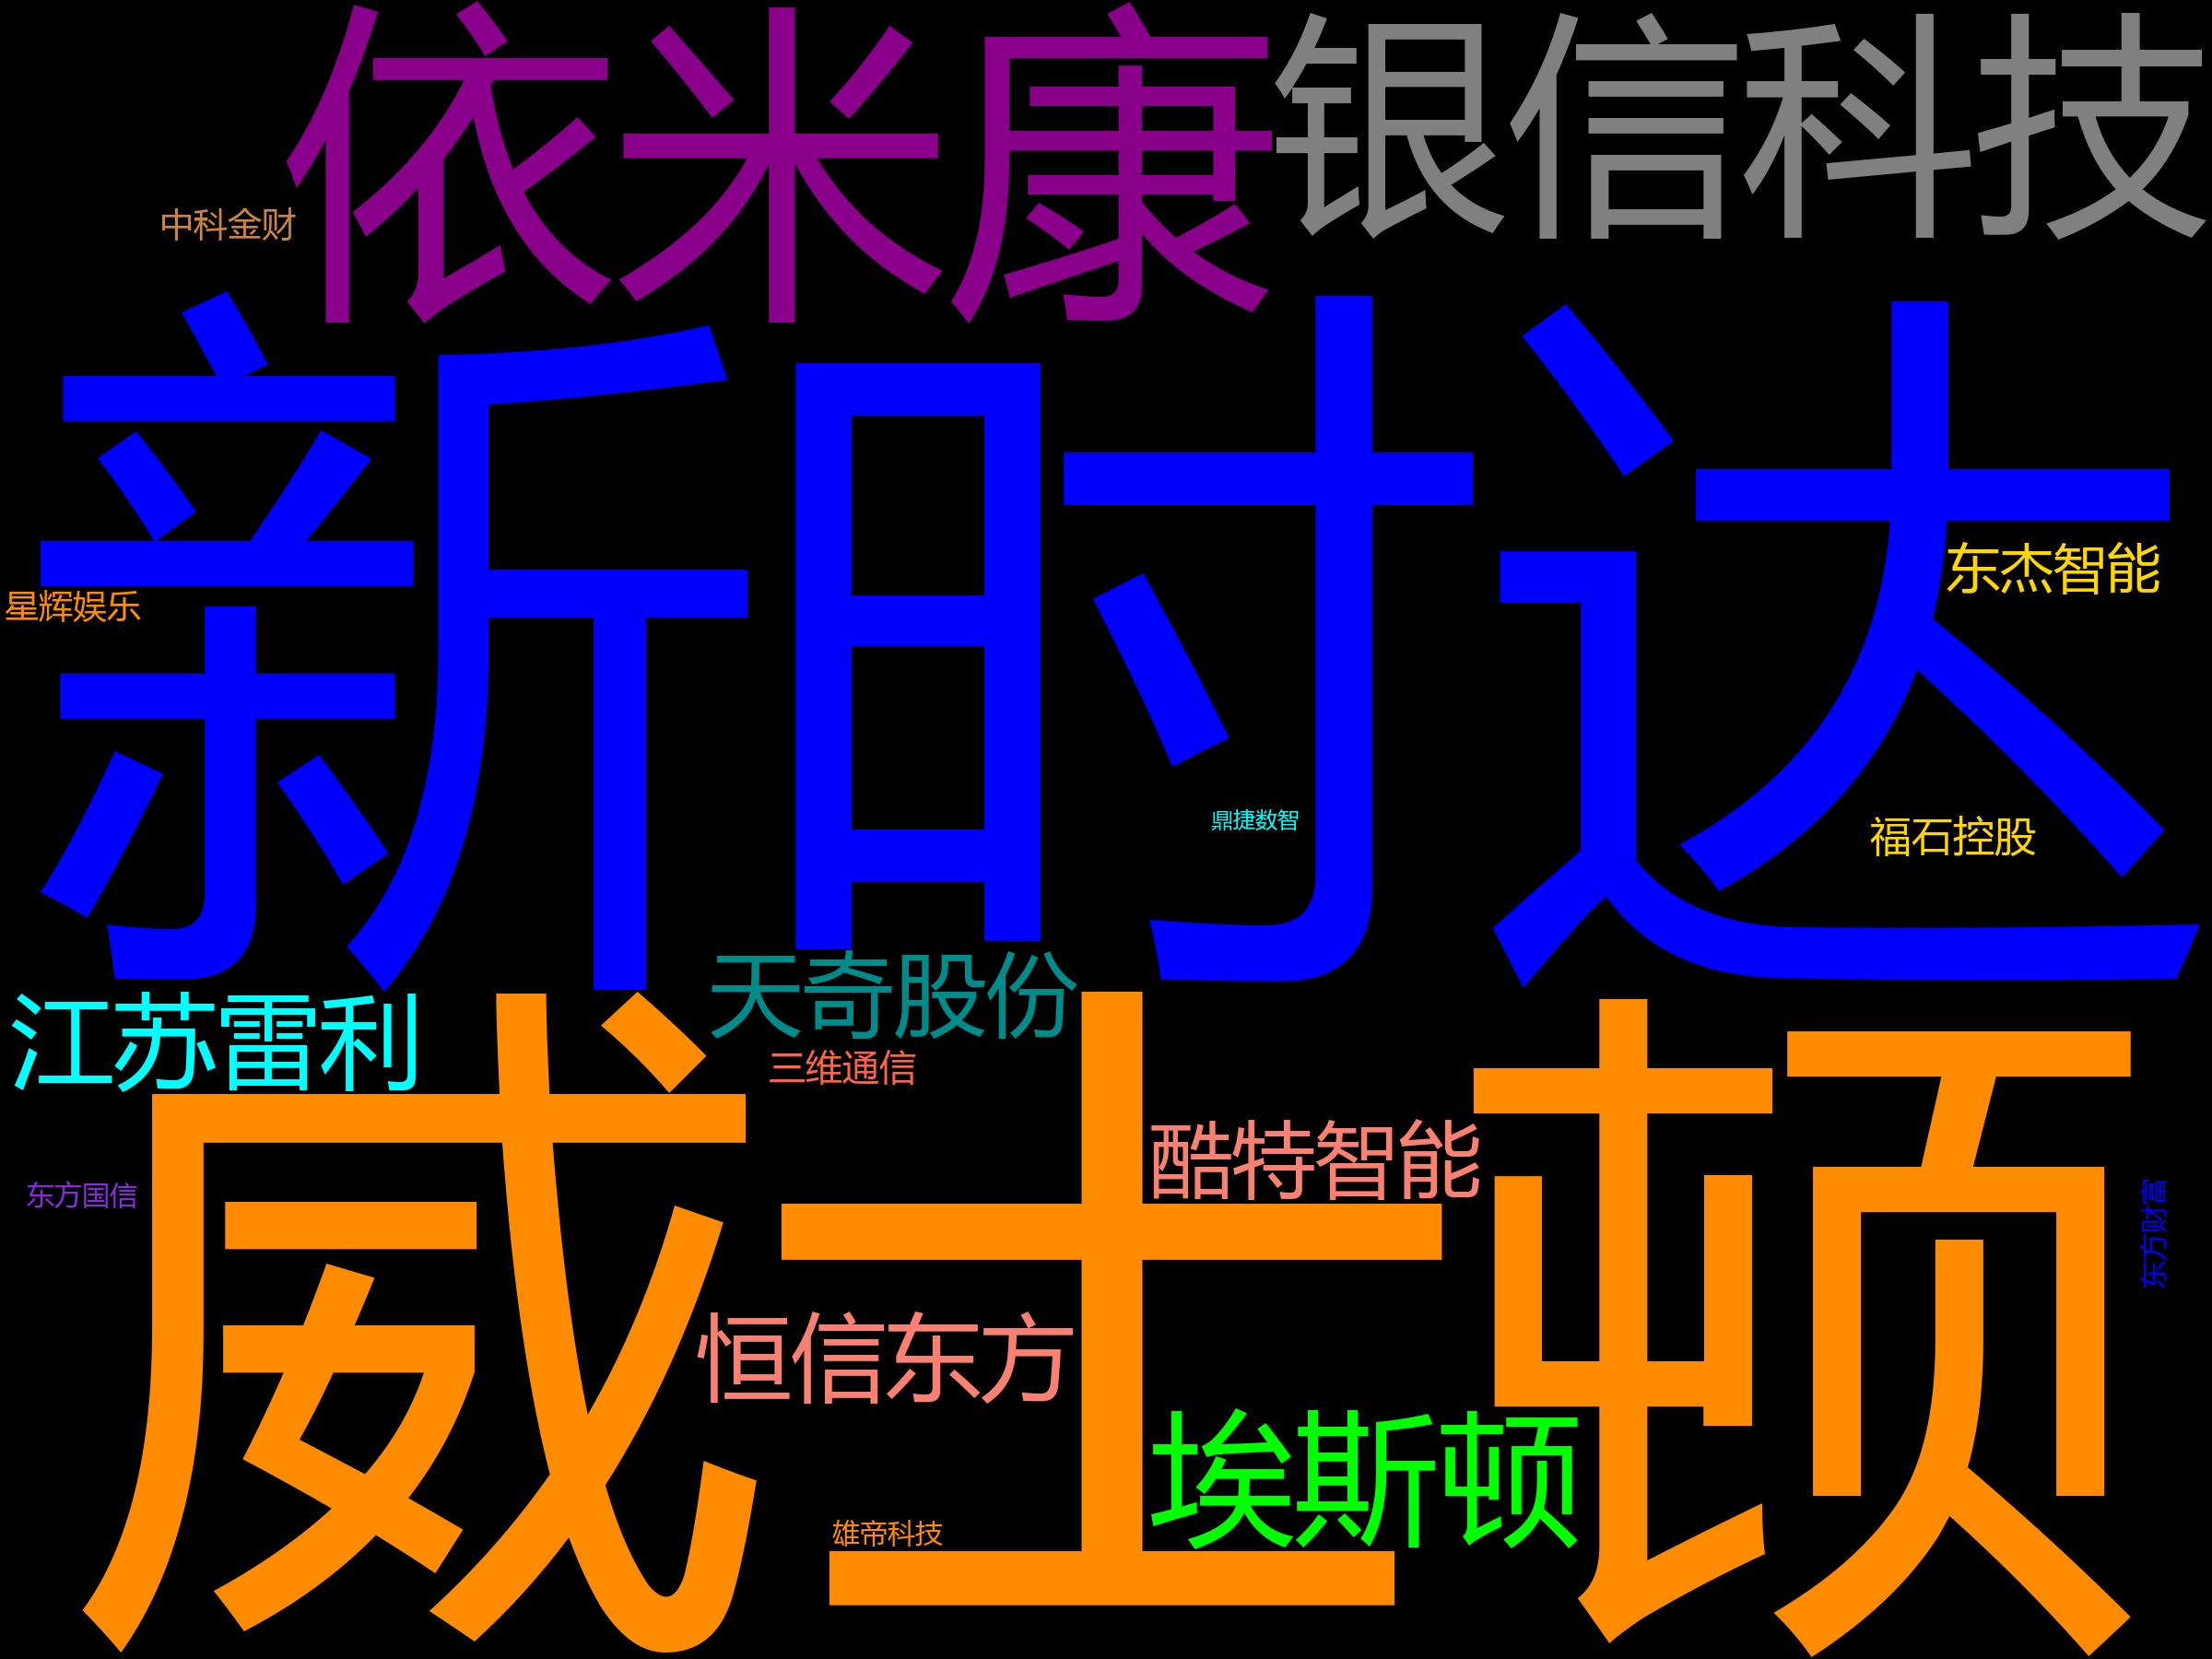 依米康
银信科技
中科金财
新时达
东杰智能
星辉娱乐
鼎捷数智
福石控股
天奇股份
江苏雷利
三维通信
威士顿
酷特智能
东方国信
东方财富
恒信东方
埃斯顿
雄帝科技